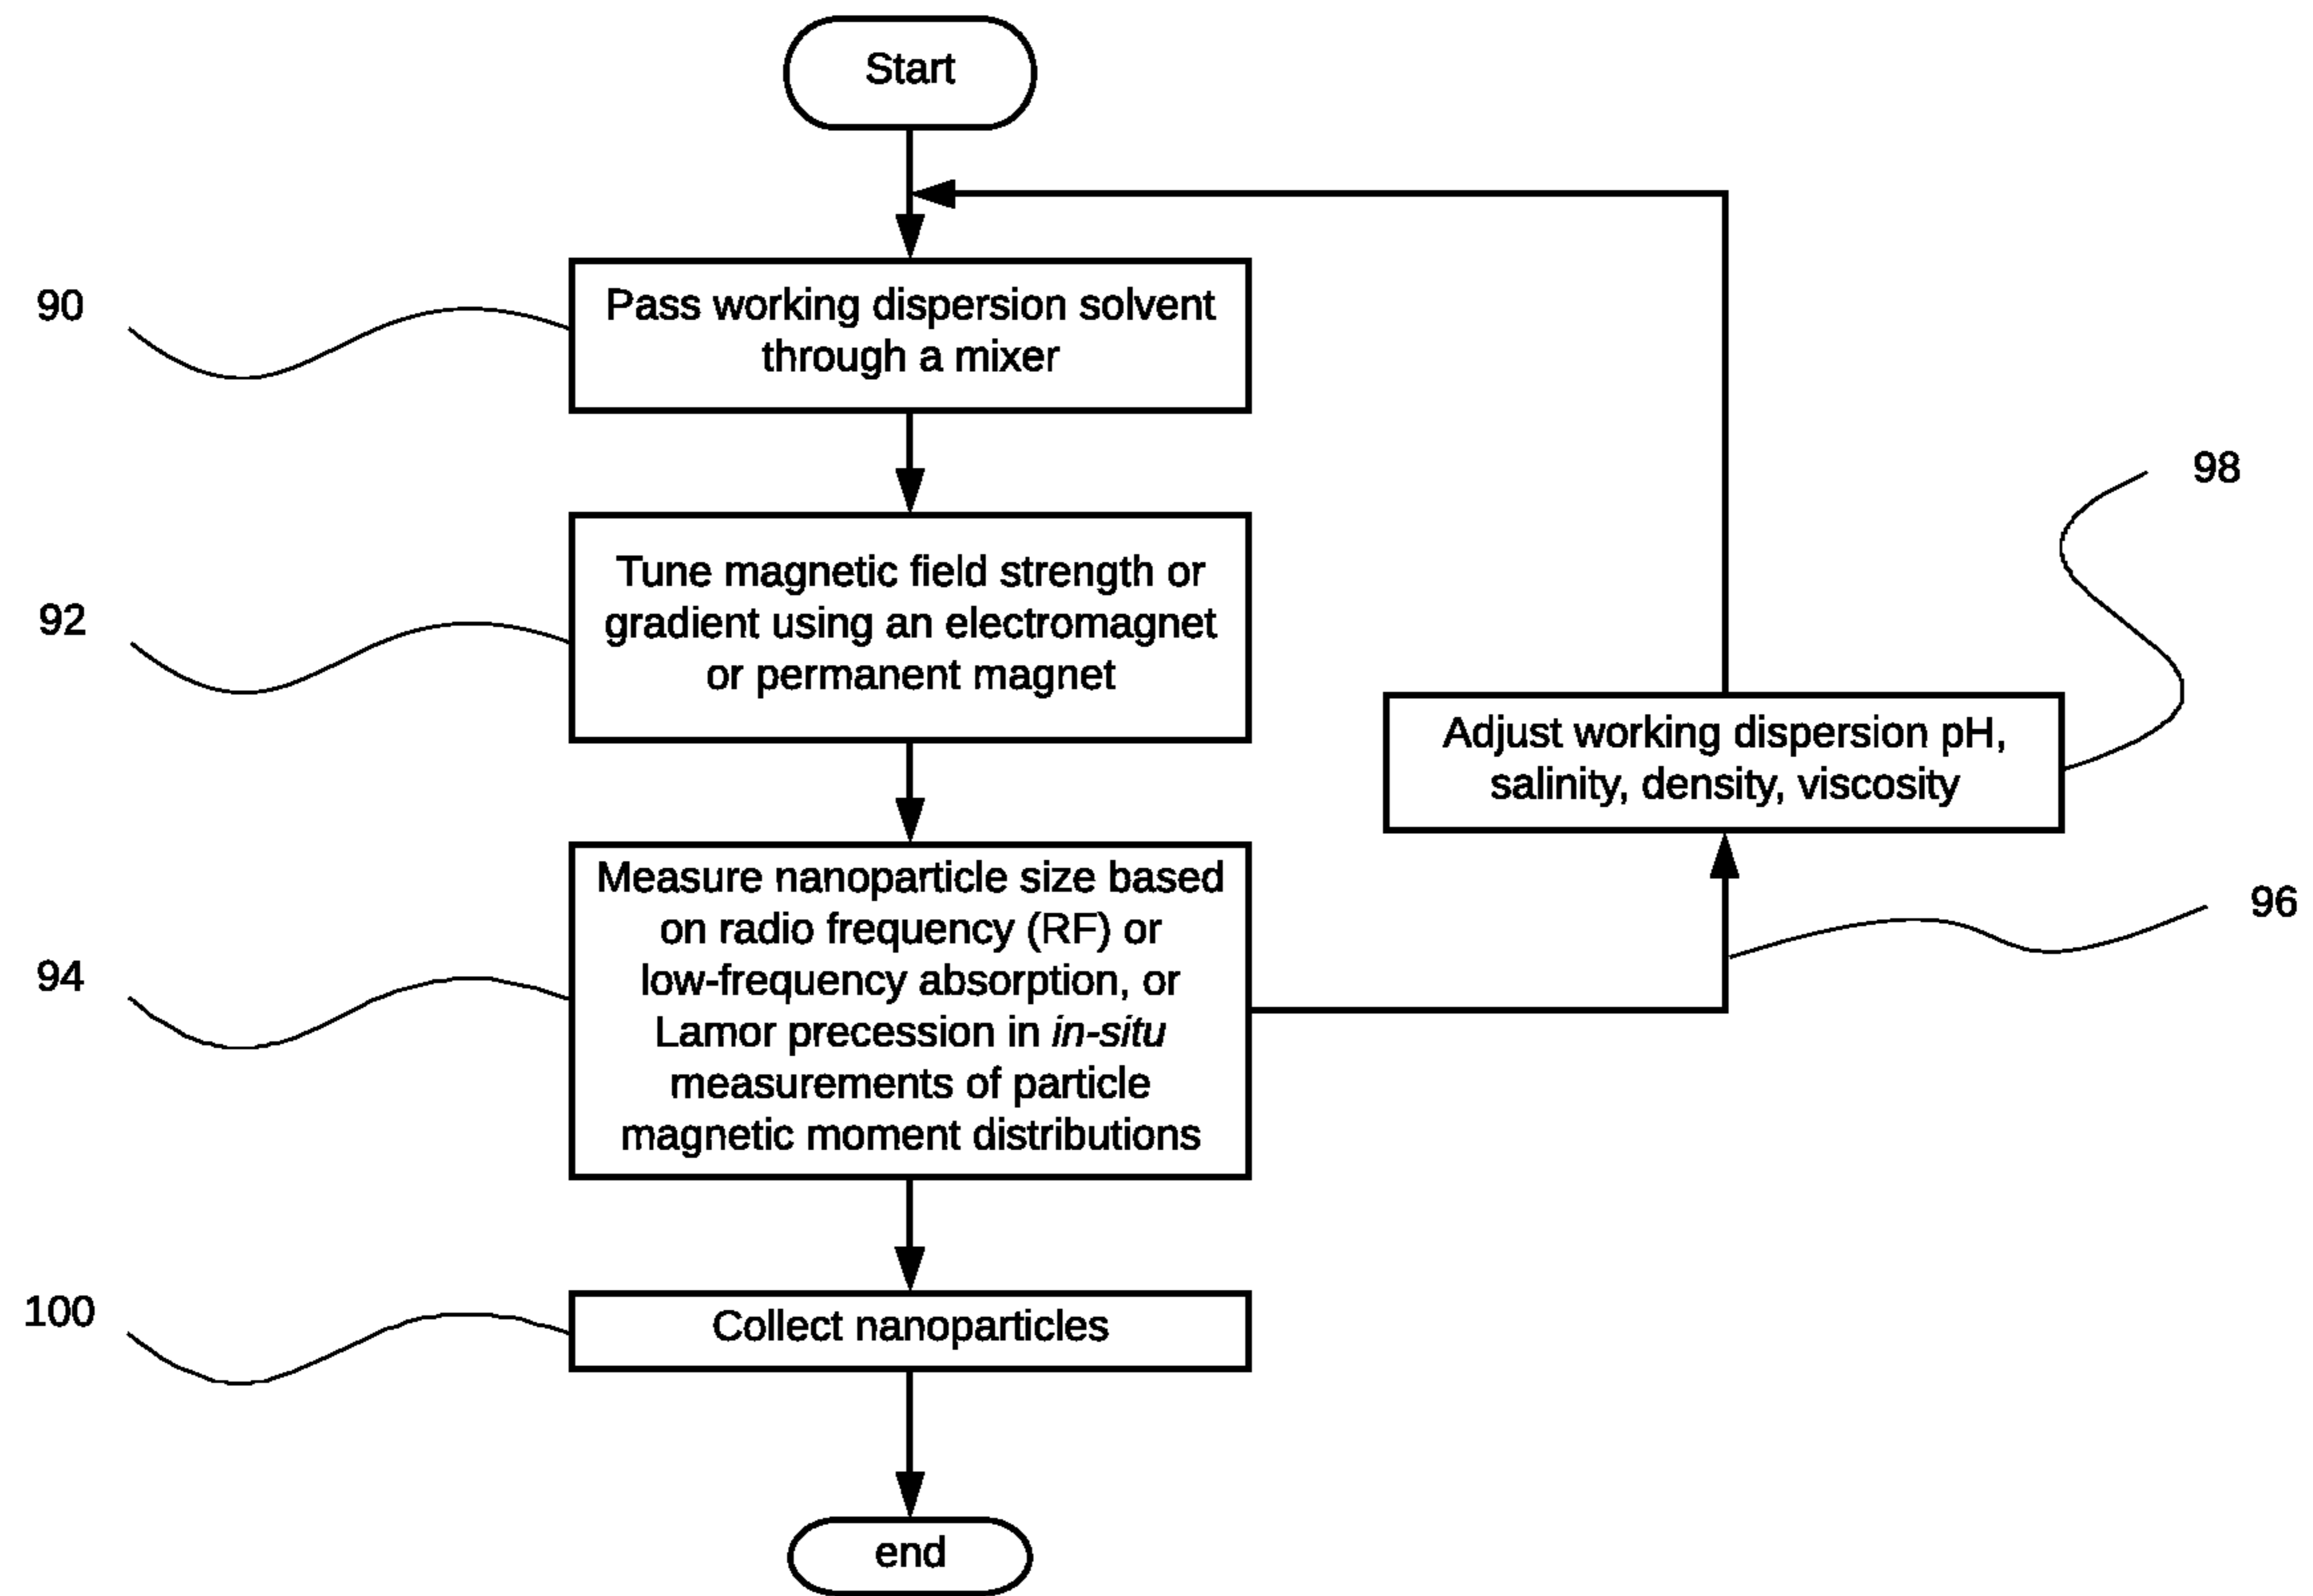 Start
90
Pass working dispersion solvent
through a mixer
98
92
Tune magnetic field strength or
gradient using an electromagnet
or permanent magnet
Adjust working dispersion pH,
salinity, density, viscosity
96
94
Measure nanoparticle size based
on radio frequency (RF) or
low-frequency absorption, or
Lamor precession in in-situ
measurements of particle
magnetic moment distributions
100
Collect nanoparticles
end